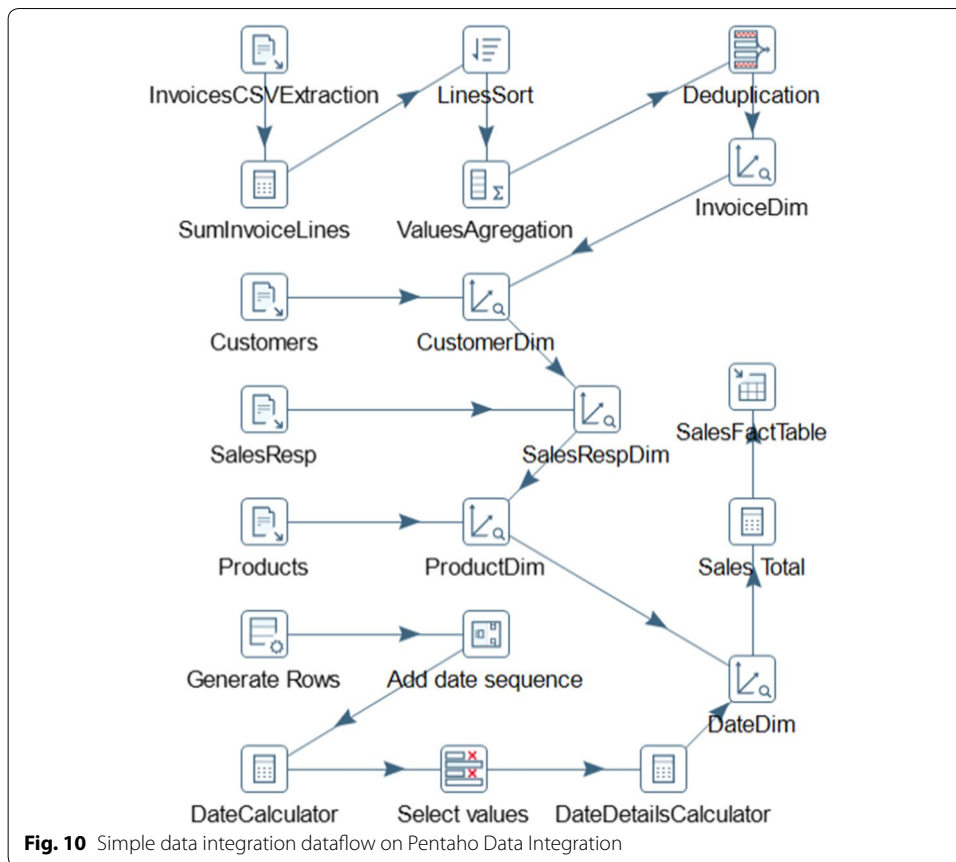 InvoicesCSVExtraction
LinesSort
Deduplication
SumInvoiceLines
ValuesAgregation
InvoiceDim
Customers
CustomerDim
SalesResp
SalesRespDim
SalesFactTable
Products
ProductDim
Sales Total
Generate Rows
Add date sequence
DateDim
DateCalculator
Select values
DateDetailsCalculator
Fig. 10 Simple data integration dataflow on Pentaho Data Integration